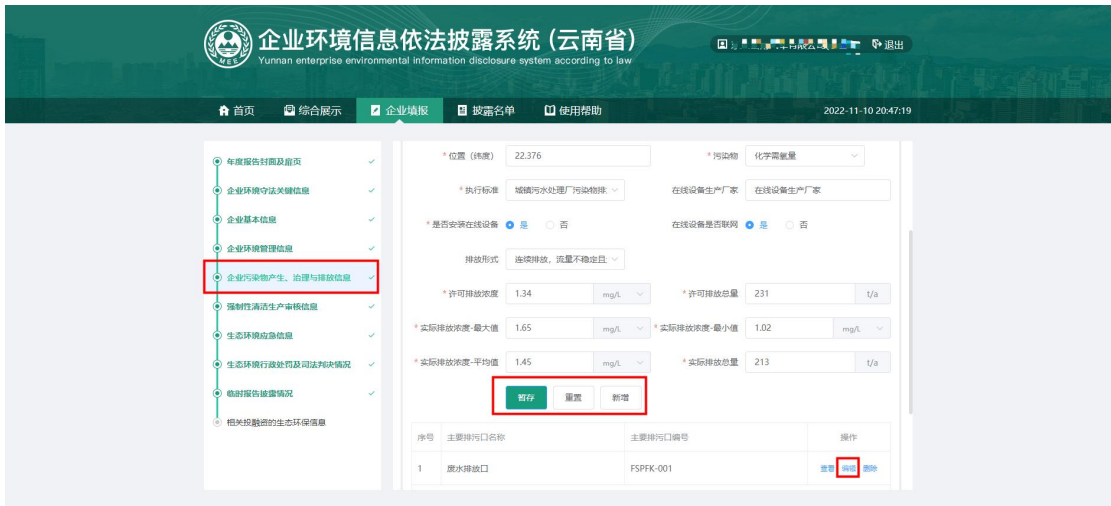 企业环境信息依法披露系统 (云南省)
Yunnan enterprise environmental information disclosure system according to law
MEE
退出
首页 综合展示 企业填报 披露名单 使用帮助 2022-11-10 20:47:19
年度报告封面及扉页
企业环境守法关键信息
企业基本信息
企业环境管理信息
企业污染物产生、治理与排放信息
强制性清洁生产审核信息
生态环境应急信息
生态环境行政处罚及司法判决情况
临时报告披露情况
相关投融资的生态环保信息
* 位置（纬度） 22.376 * 污染物 化学需氧量
* 执行标准 城镇污水处理厂污染物排 在线设备生产厂家 在线设备生产厂家
* 是否安装在线设备 是 否 在线设备是否联网 是 否
排放形式 连续排放，流量不稳定且
* 许可排放浓度 1.34 mg/L * 许可排放总量 231 t/a
* 实际排放浓度-最大值 1.65 mg/L * 实际排放浓度-最小值 1.02 mg/L
* 实际排放浓度-平均值 1.45 mg/L * 实际排放总量 213 t/a
暂存 重置 新增
序号 主要排污口名称 主要排污口编号 操作
1 废水排放口 FSPFK-001 查看 编辑 删除